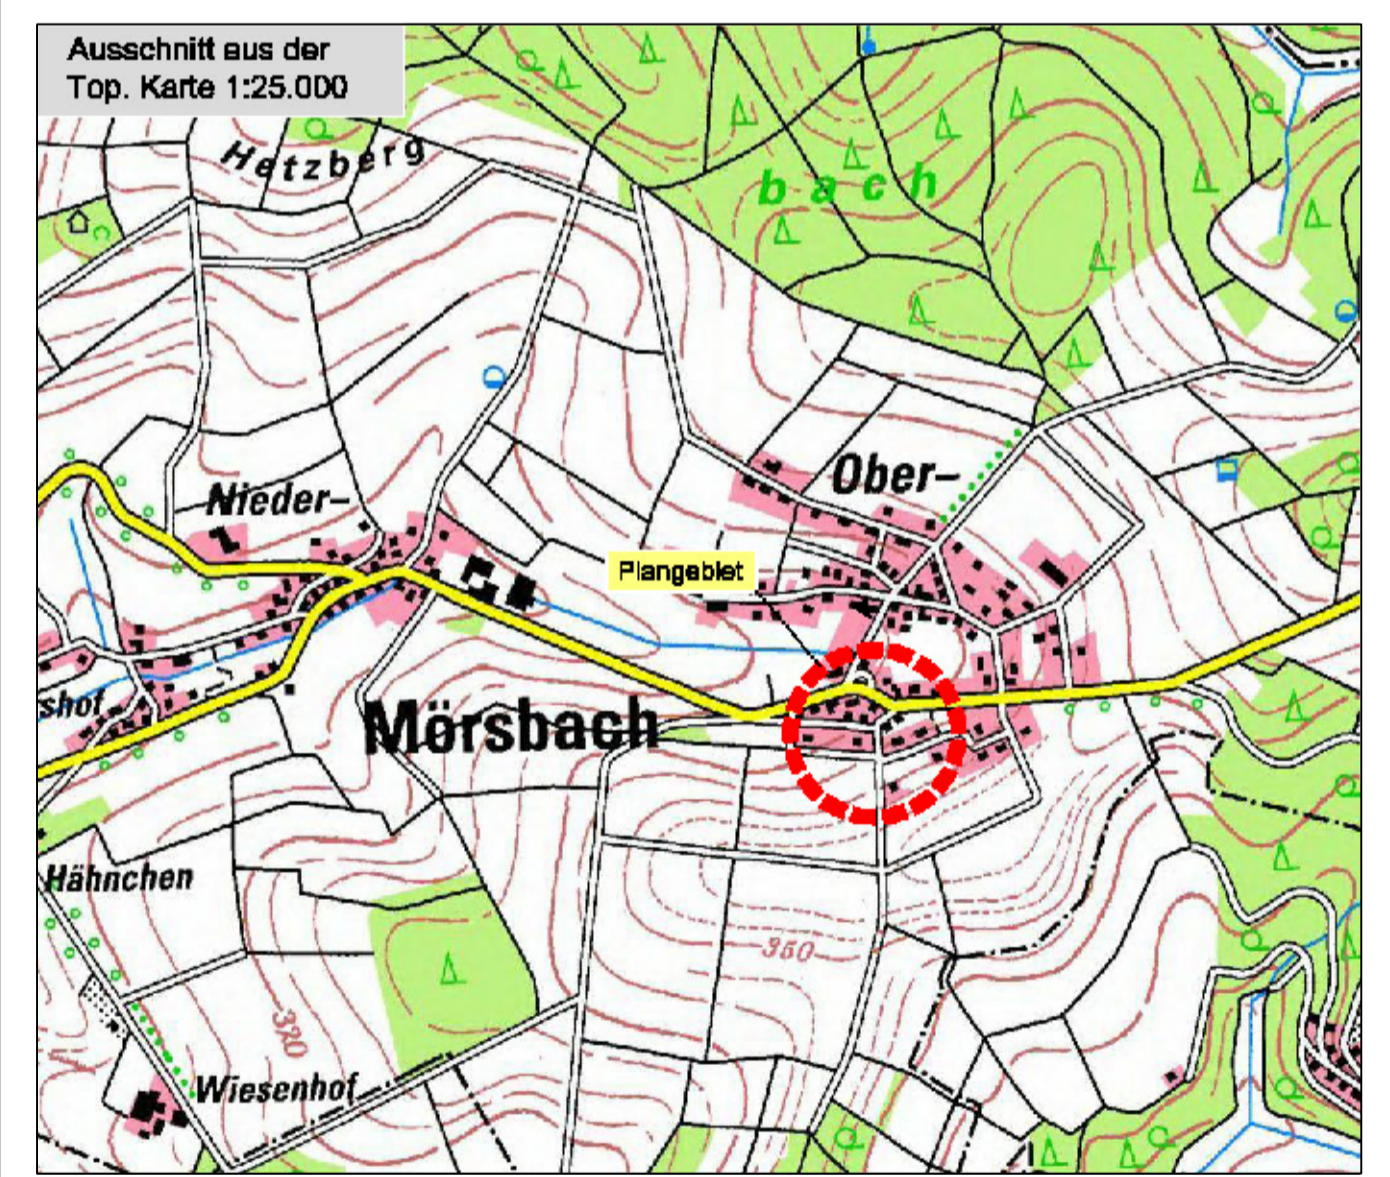 Ausschnitt aus der
Top. Karte 1:25.000
Hetzberg
bach
Ober-
Nieder-
Plangebiet
shof
Mörsbach
Hähnchen
350
320
Wiesenhof